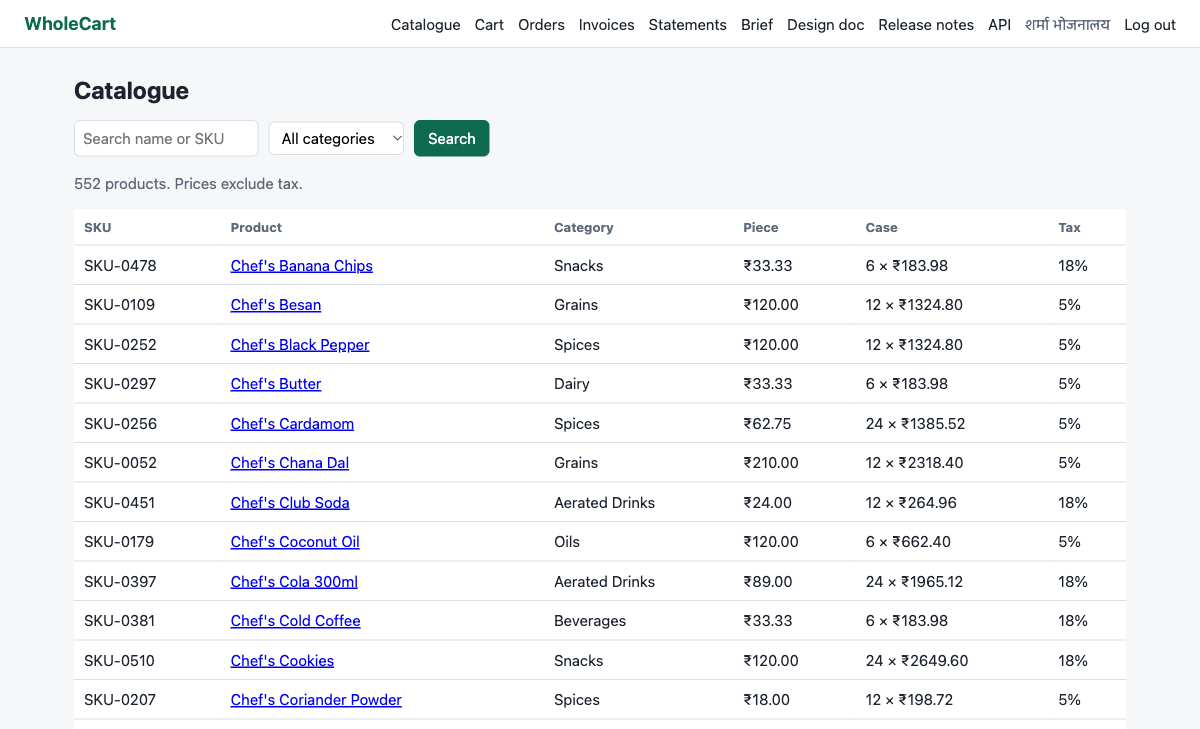 WholeCart Catalogue Cart Orders Invoices Statements Brief Design doc Release notes API शर्मा भोजनालय Log out
Catalogue
Search name or SKU All categories Search
552 products. Prices exclude tax.
SKU Product Category Piece Case Tax
SKU-0478 Chef's Banana Chips Snacks ₹33.33 6 × ₹183.98 18%
SKU-0109 Chef's Besan Grains ₹120.00 12 × ₹1324.80 5%
SKU-0252 Chef's Black Pepper Spices ₹120.00 12 × ₹1324.80 5%
SKU-0297 Chef's Butter Dairy ₹33.33 6 × ₹183.98 5%
SKU-0256 Chef's Cardamom Spices ₹62.75 24 × ₹1385.52 5%
SKU-0052 Chef's Chana Dal Grains ₹210.00 12 × ₹2318.40 5%
SKU-0451 Chef's Club Soda Aerated Drinks ₹24.00 12 × ₹264.96 18%
SKU-0179 Chef's Coconut Oil Oils ₹120.00 6 × ₹662.40 5%
SKU-0397 Chef's Cola 300ml Aerated Drinks ₹89.00 24 × ₹1965.12 18%
SKU-0381 Chef's Cold Coffee Beverages ₹33.33 6 × ₹183.98 18%
SKU-0510 Chef's Cookies Snacks ₹120.00 24 × ₹2649.60 18%
SKU-0207 Chef's Coriander Powder Spices ₹18.00 12 × ₹198.72 5%